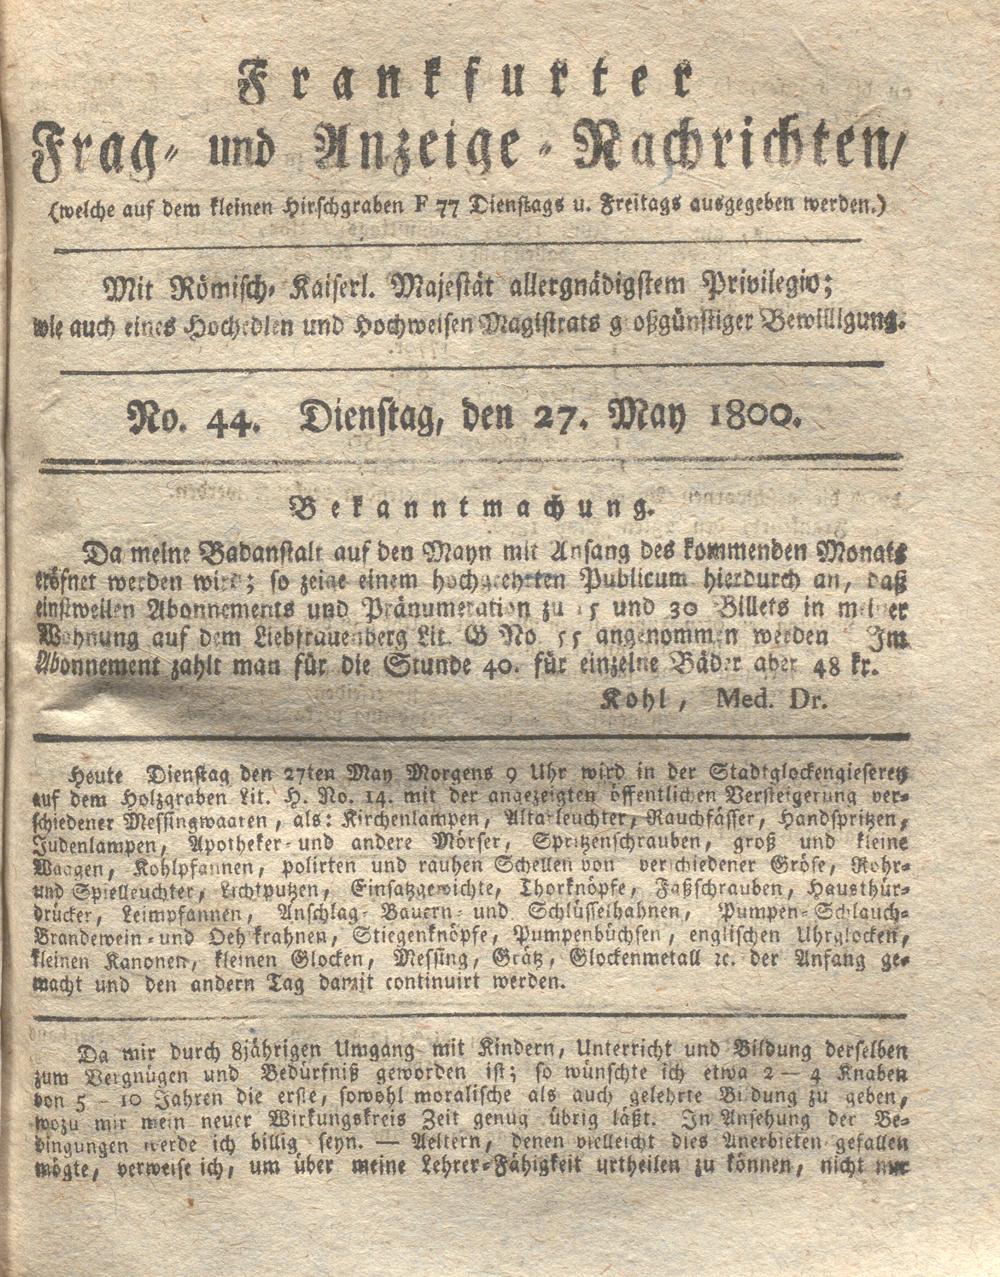 Frankfurter
Frag- und Anzeige-Nachrichten/
(welche auf dem kleinen Hirschgraben F 77 Dienstags u. Freitags ausgegeben werden.)
Mit Römisch-Kaiserl. Majestät allergnädigstem Privilegio;
wie auch eines Hochedlen und Hochweisen Magistrats g oßgünstiger Bewilligung.
No. 44. Dienstag, den 27. May 1800.
Bekanntmachung.
Da meine Badanstalt auf den Mayn mit Anfang des kommenden Monats
eröfnet werden wird; so zeige einem hochgeehrten Publicum hierdurch an, daß
einstweilen Abonnements und Pränumeration zu 15 und 30 Billets in meiner
Wohnung auf dem Liebfrauenberg Lit. G No 55 angenommen werden Im
Abonnement zahlt man für die Stunde 40. für einzelne Bäder aber 48 kr.
Kohl, Med. Dr.
Heute Dienstag den 27ten May Morgens 9 Uhr wird in der Stadtglockengieserey
auf dem Holzgraben Lit. H. No. 14. mit der angezeigten öffentlichen Versteigerung ver-
schiedener Messingwaaren, als: Kirchenlampen, Altarleuchter, Rauchfässer, Handspritzen,
Judenlampen, Apotheker- und andere Mörser, Spritzenschrauben, groß und kleine
Waagen, Kohlpfannen, polirten und rauhen Schellen von verschiedener Gröse, Rohr-
und Spielleuchter, Lichtputzen, Einsatzgewichte, Thorknöpfe, Faßschrauben, Hausthür-
drücker, Leimpfannen, Anschlag- Bauern- und Schlüsselhahnen, Pumpen- Schlauch-
Brandewein- und Oehlkrahnen, Stiegenknöpfe, Pumpenbüchsen, englischen Uhrglocken,
kleinen Kanonen, kleinen Glocken, Messing, Grätz, Glockenmetall ꝛc. der Anfang ge-
macht und den andern Tag damit continuirt werden.
Da mir durch 8jährigen Umgang mit Kindern, Unterricht und Bildung derselben
zum Vergnügen und Bedürfniß geworden ist; so wünschte ich etwa 2 — 4 Knaben
von 5 - 10 Jahren die erste, sowohl moralische als auch gelehrte Bildung zu geben,
wozu mir mein neuer Wirkungskreis Zeit genug übrig läßt. In Ansehung der Be-
dingungen werde ich billig seyn. — Aeltern, denen vielleicht dies Anerbieten gefallen
mögte, verweise ich, um über meine Lehrer-Fähigkeit urtheilen zu können, nicht nur